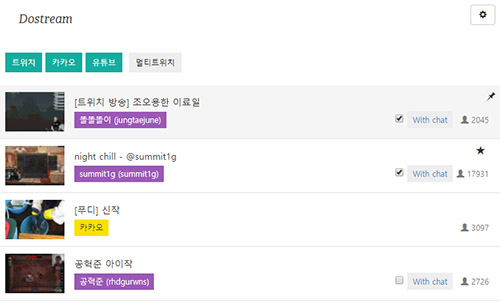 Dostream
트위치 카카오 유튜브 멀티트위치
[트위치 방송] 조오용한 이료일
똘똘똘이 (jungtaejune)
With chat 2045
night chill - @summit1g
summit1g (summit1g)
With chat 17931
[푸디] 신작
카카오
3097
공혁준 아이작
공혁준 (rhdgurwns)
With chat 2726